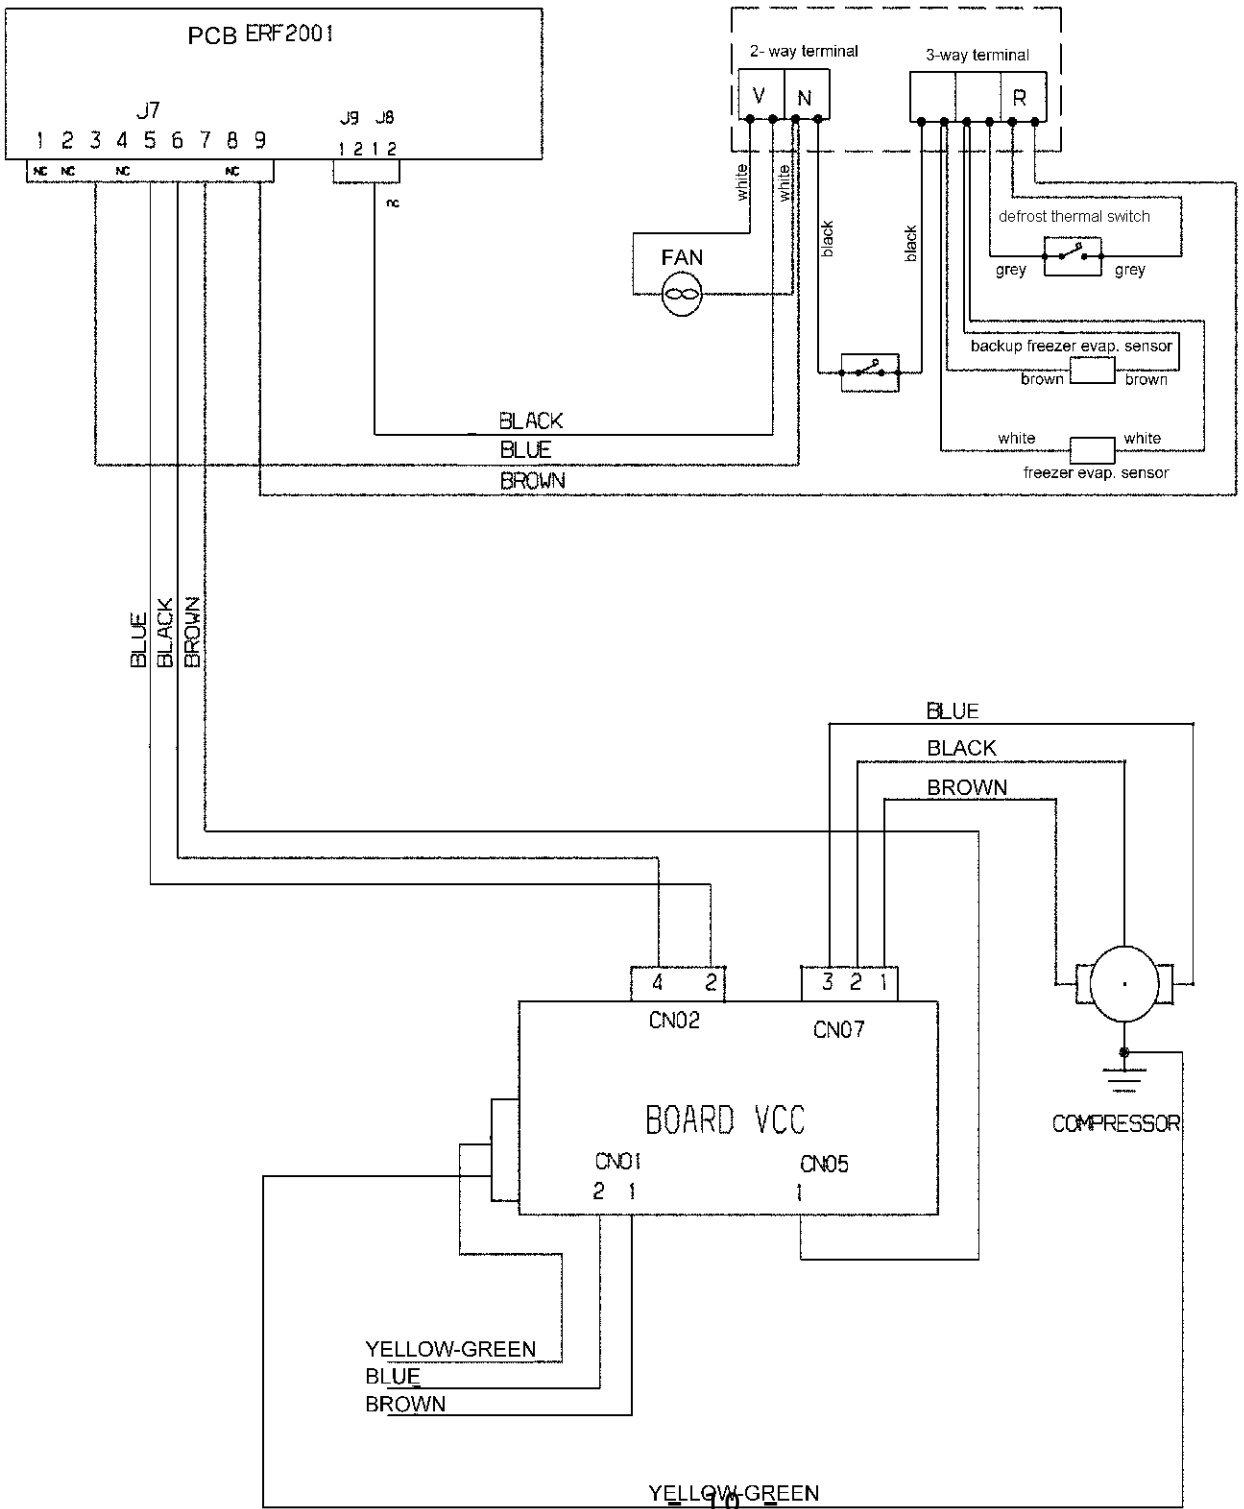 PCB ERF2001
J7
1 2 3 4 5 6 7 8 9
NC NC NC NC
J9 J8
1 2 1 2
nc
2- way terminal
V N
3-way terminal
R
white
white
black
black
FAN
defrost thermal switch
grey grey
backup freezer evap. sensor
brown brown
white white
freezer evap. sensor
BLACK
BLUE
BROWN
BLUE
BLACK
BROWN
BLUE
BLACK
BROWN
4 2
CN02
3 2 1
CN07
BOARD VCC
CN01
2 1
CN05
1
COMPRESSOR
YELLOW-GREEN
BLUE
BROWN
YELLOW-GREEN
- 10 -